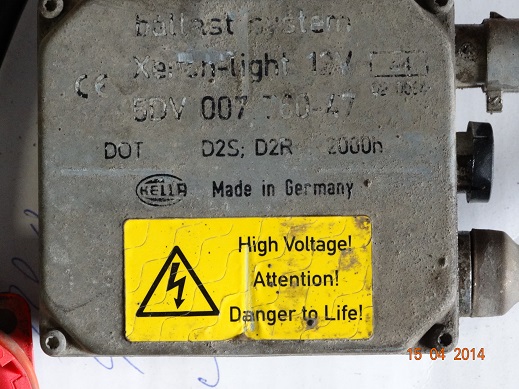 ballast system
Xenon-light 12V
CE
5DV 007 760-47
DOT D2S; D2R 2000h
HELLA Made in Germany
High Voltage!
Attention!
Danger to Life!
15 04 2014